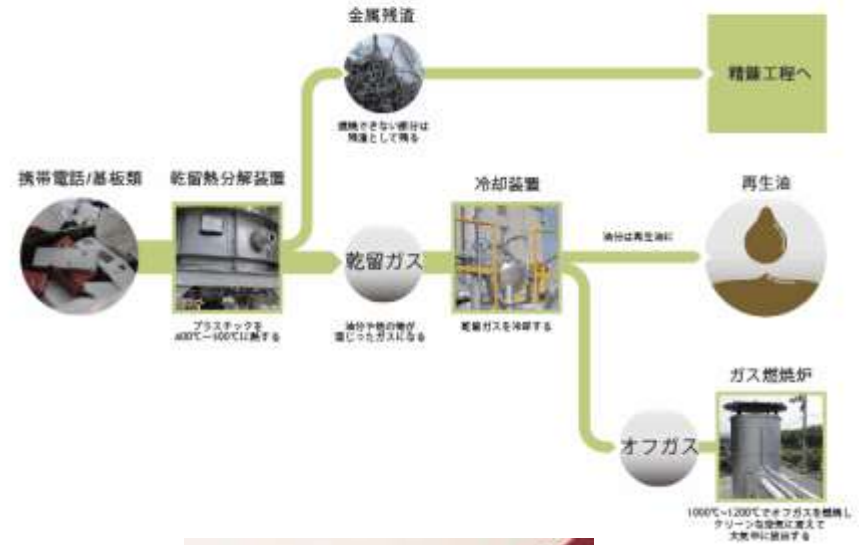 金属残渣
精錬工程へ
燃焼できない部分は
残渣として残る
携帯電話/基板類
乾留熱分解装置
冷却装置
再生油
乾留ガス
油分は再生油に
プラスチックを
400℃~600℃に熱する
油分や他の物が
混じったガスになる
乾留ガスを冷却する
ガス燃焼炉
オフガス
1000℃~1200℃でオフガスを燃焼し
クリーンな空気に変えて
大気中に放出する